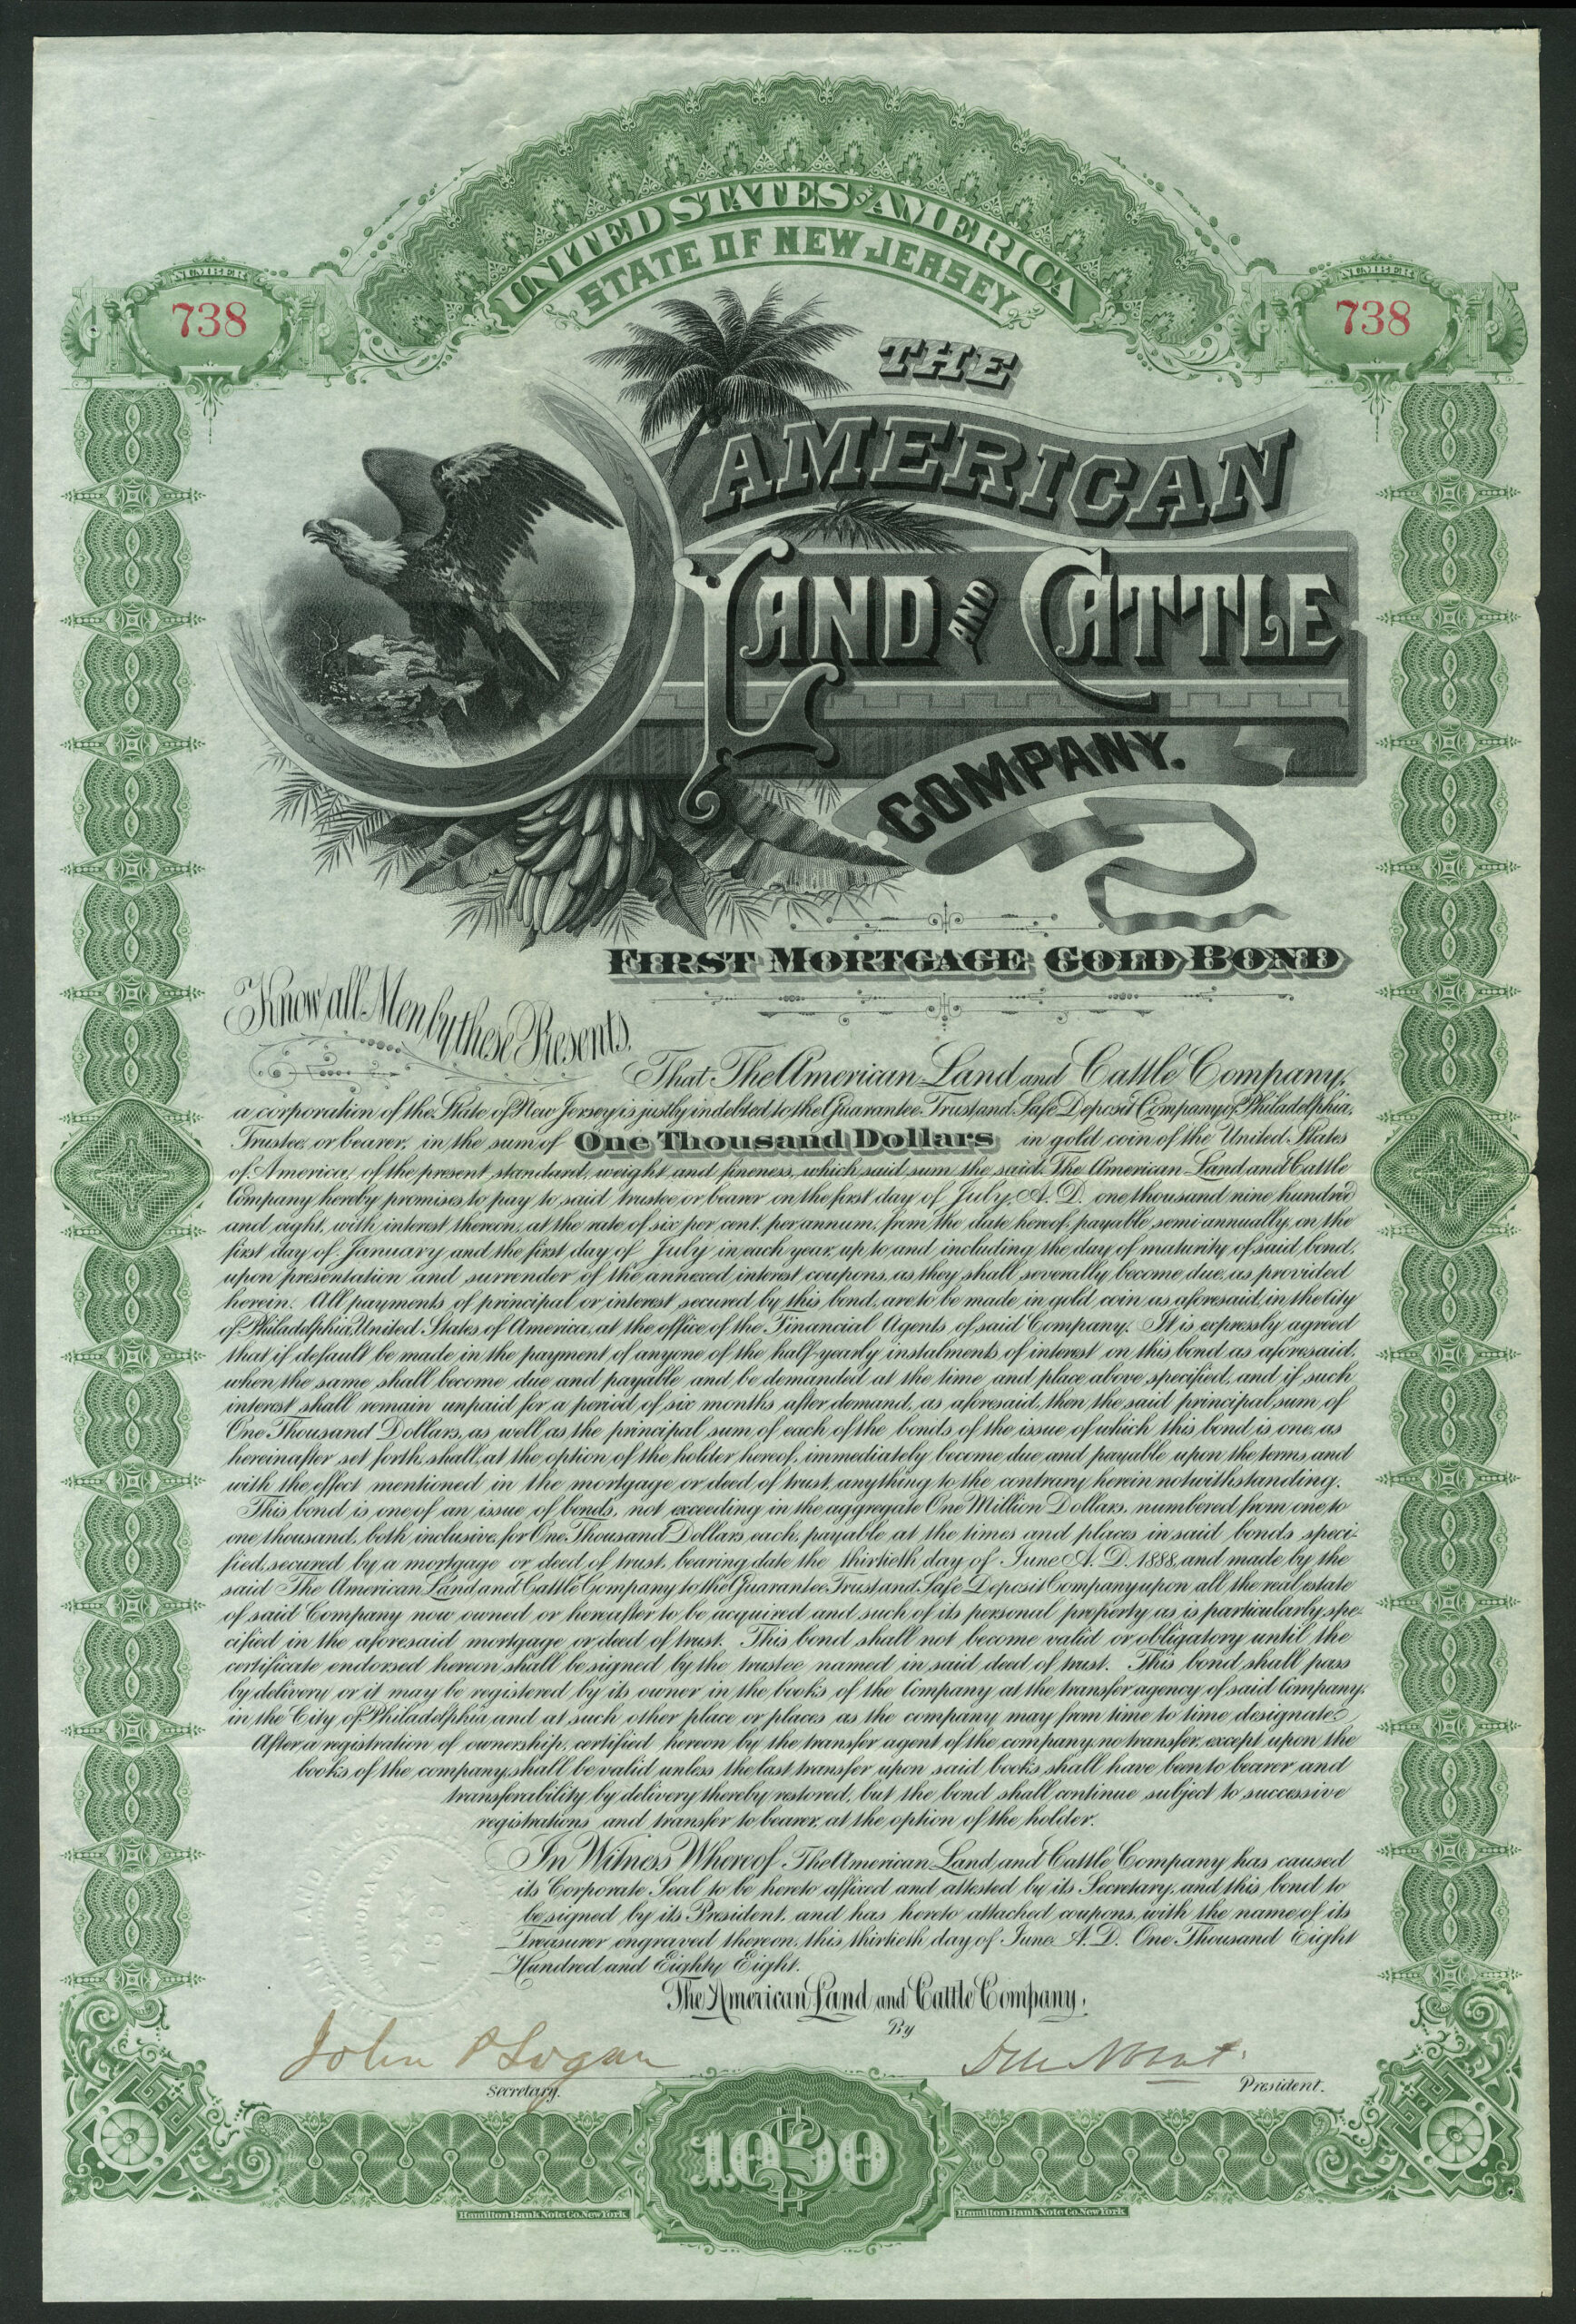 UNITED STATES OF AMERICA
STATE OF NEW JERSEY
NUMBER
738
NUMBER
738
THE
AMERICAN
LAND AND CATTLE
COMPANY.
FIRST MORTGAGE GOLD BOND
Know all Men by these Presents,
That The American Land and Cattle Company,
a corporation of the State of New Jersey is justly indebted to the Guarantee Trust and Safe Deposit Company of Philadelphia,
Trustee, or bearer, in the sum of One Thousand Dollars in gold coin of the United States
of America, of the present standard, weight and fineness, which said sum the said The American Land and Cattle
Company hereby promises to pay to said trustee or bearer on the first day of July, A. D. one thousand nine hundred
and eight, with interest thereon, at the rate of six per cent. per annum, from the date hereof, payable semi annually, on the
first day of January and the first day of July in each year, up to and including the day of maturity of said bond,
upon presentation and surrender of the annexed interest coupons, as they shall severally become due, as provided
herein. All payments of principal or interest secured by this bond, are to be made in gold coin as aforesaid, in the City
of Philadelphia, United States of America, at the office of the Financial Agents of said Company. It is expressly agreed
that if default be made in the payment of anyone of the half-yearly instalments of interest on this bond as aforesaid,
when the same shall become due and payable and be demanded at the time and place above specified, and if such
interest shall remain unpaid for a period of six months after demand, as aforesaid, then the said principal sum of
One Thousand Dollars, as well as the principal sum of each of the bonds of the issue of which this bond is one, as
hereinafter set forth, shall, at the option of the holder hereof, immediately become due and payable upon the terms and
with the effect mentioned in the mortgage or deed of trust, anything to the contrary herein notwithstanding.
This bond is one of an issue of bonds, not exceeding in the aggregate One Million Dollars, numbered from one to
one thousand, both inclusive, for One Thousand Dollars each, payable at the times and places in said bonds speci-
fied, secured by a mortgage or deed of trust, bearing date the thirtieth day of June A. D. 1888, and made by the
said The American Land and Cattle Company to the Guarantee Trust and Safe Deposit Company upon all the real estate
of said Company now owned or hereafter to be acquired and such of its personal property as is particularly spe-
cified in the aforesaid mortgage or deed of trust. This bond shall not become valid or obligatory until the
certificate endorsed hereon shall be signed by the trustee named in said deed of trust. This bond shall pass
by delivery or it may be registered by its owner in the books of the Company at the transfer agency of said Company,
in the City of Philadelphia and at such other place or places as the company may from time to time designate.
After a registration of ownership, certified hereon by the transfer agent of the company, no transfer, except upon the
books of the company, shall be valid unless the last transfer upon said books shall have been to bearer and
transferability by delivery thereby restored, but the bond shall continue subject to successive
registrations and transfer to bearer, at the option of the holder.
In Witness Whereof The American Land and Cattle Company has caused
its Corporate Seal to be hereto affixed and attested by its Secretary, and this bond to
be signed by its President, and has hereto attached coupons, with the name of its
Treasurer engraved thereon, this thirtieth day of June A. D. One Thousand Eight
Hundred and Eighty Eight.
The American Land and Cattle Company,
By
John P Logan
Secretary.
President.
$1000
Hamilton Bank Note Co. New York
Hamilton Bank Note Co. New York